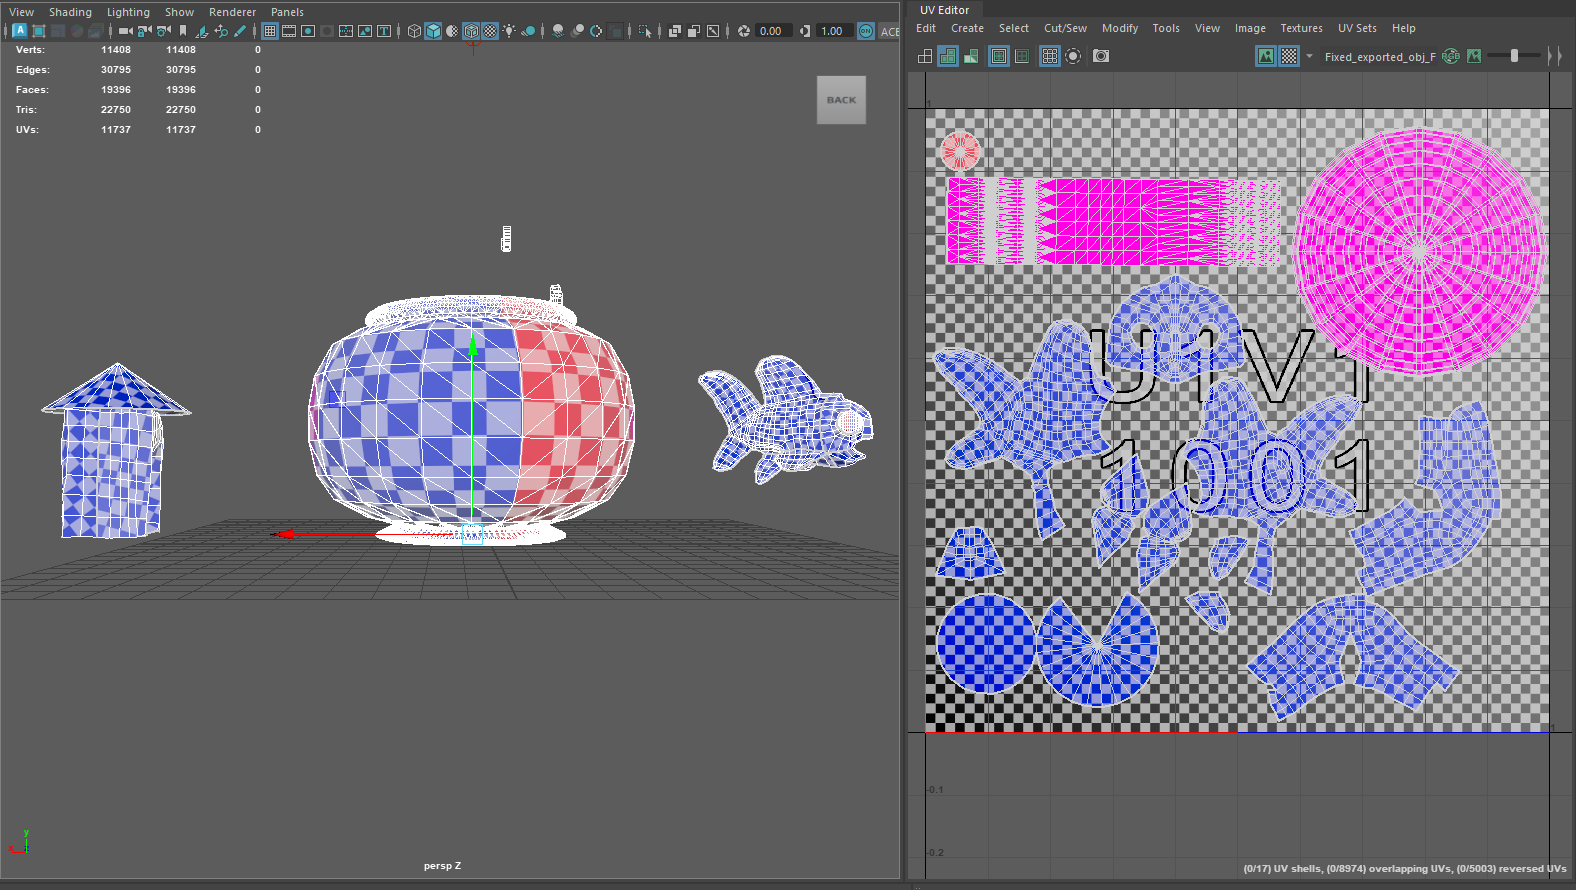 View Shading Lighting Show Renderer Panels
0.00 1.00 ON ACE
Verts: 11408 11408 0
Edges: 30795 30795 0
Faces: 19396 19396 0
Tris: 22750 22750 0
UVs: 11737 11737 0
BACK
y
x
z
persp Z
UV Editor
Edit Create Select Cut/Sew Modify Tools View Image Textures UV Sets Help
Fixed_exported_obj_F RGB
1
U1V1
1001
1
-0.1
-0.2
(0/17) UV shells, (0/8974) overlapping UVs, (0/5003) reversed UVs